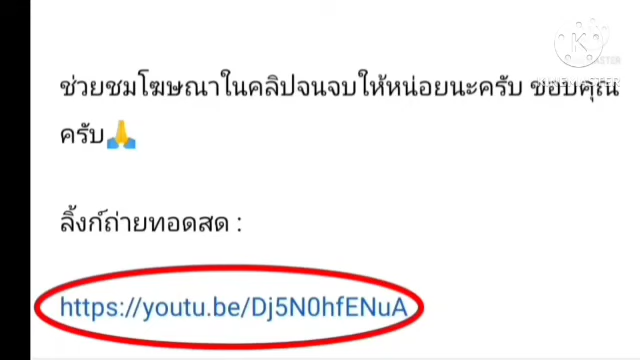 ช่วยชมโฆษณาในคลิปจนจบให้หน่อยนะครับ ขอบคุณ
ครับ🙏
ลิ้งก์ถ่ายทอดสด :
https://youtu.be/Dj5N0hfENuA
K
KINEMASTER